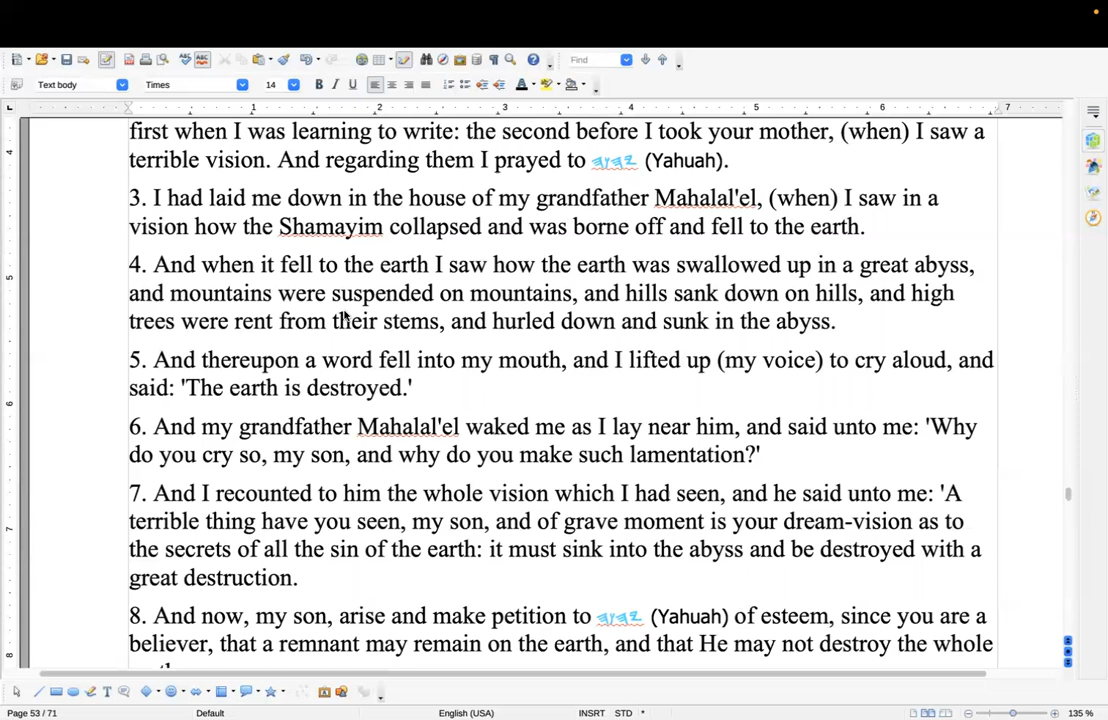 Find
Text body Times 14
1 2 3 4 5 6 7
first when I was learning to write: the second before I took your mother, (when) I saw a
terrible vision. And regarding them I prayed to 𐤉𐤄𐤅𐤄 (Yahuah).
3. I had laid me down in the house of my grandfather Mahalal'el, (when) I saw in a
vision how the Shamayim collapsed and was borne off and fell to the earth.
4. And when it fell to the earth I saw how the earth was swallowed up in a great abyss,
and mountains were suspended on mountains, and hills sank down on hills, and high
trees were rent from their stems, and hurled down and sunk in the abyss.
5. And thereupon a word fell into my mouth, and I lifted up (my voice) to cry aloud, and
said: 'The earth is destroyed.'
6. And my grandfather Mahalal'el waked me as I lay near him, and said unto me: 'Why
do you cry so, my son, and why do you make such lamentation?'
7. And I recounted to him the whole vision which I had seen, and he said unto me: 'A
terrible thing have you seen, my son, and of grave moment is your dream-vision as to
the secrets of all the sin of the earth: it must sink into the abyss and be destroyed with a
great destruction.
8. And now, my son, arise and make petition to 𐤉𐤄𐤅𐤄 (Yahuah) of esteem, since you are a
believer, that a remnant may remain on the earth, and that He may not destroy the whole
Page 53 / 71 Default English (USA) INSRT STD * 135 %